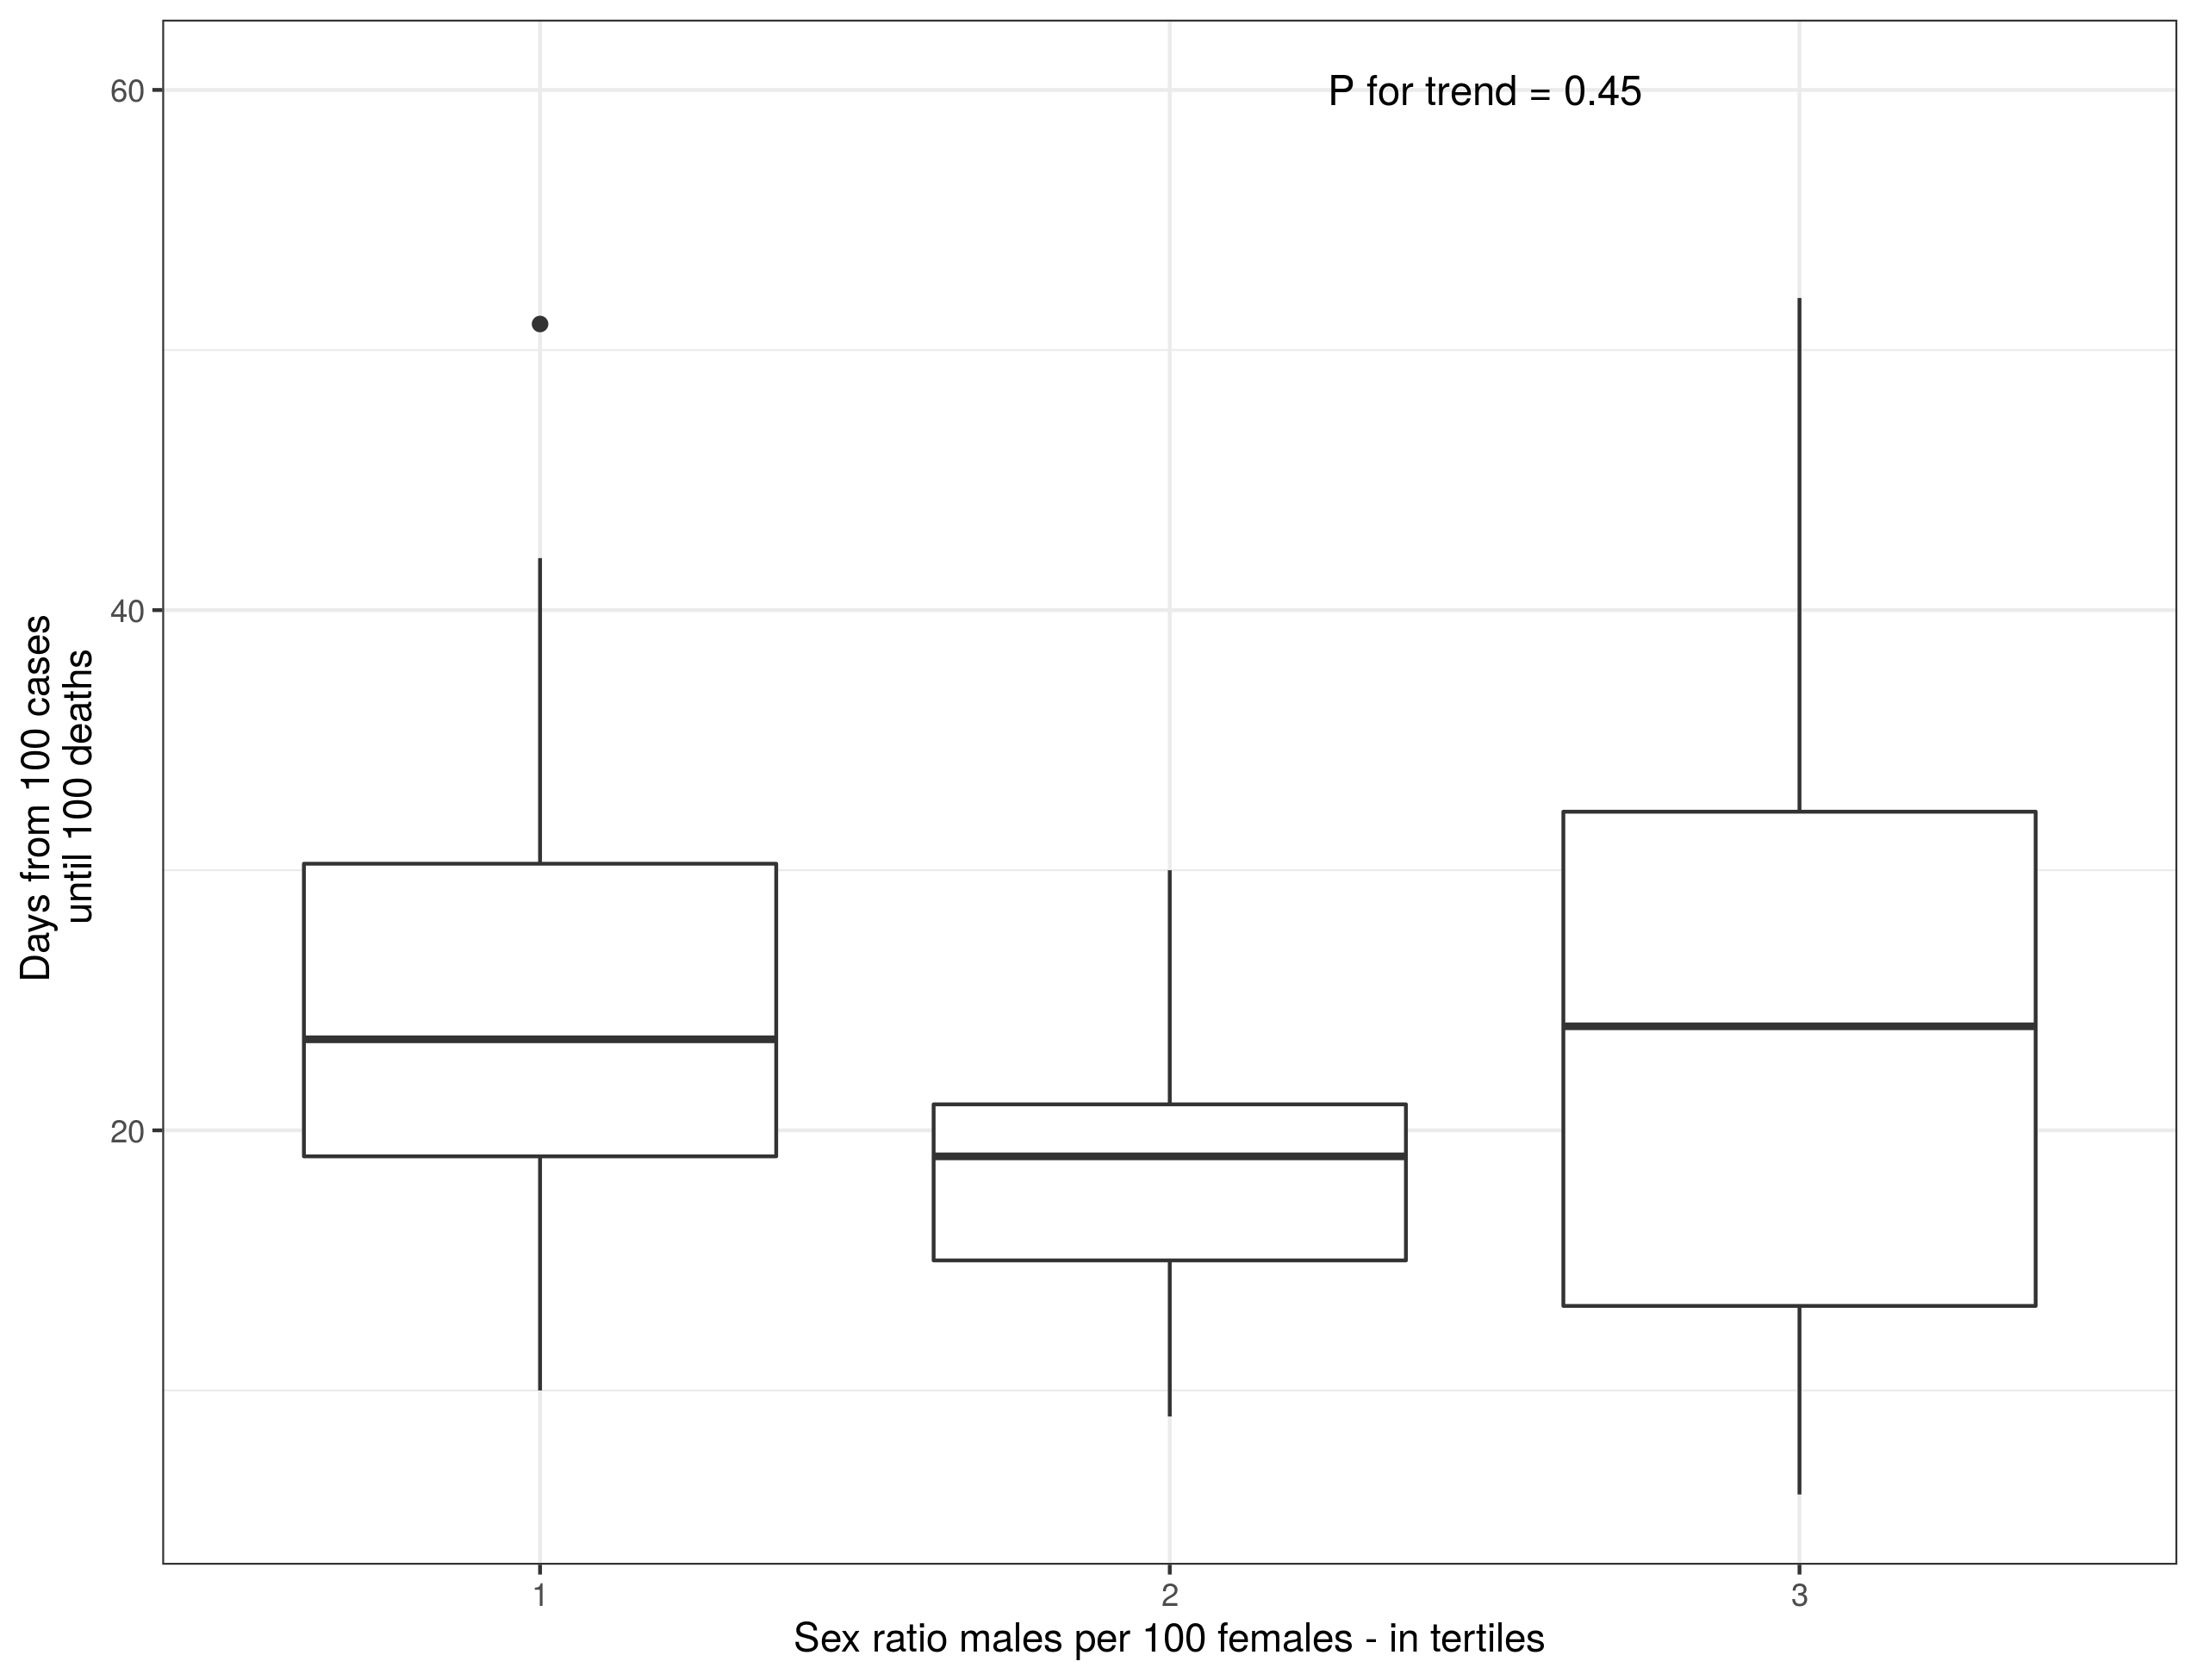 P for trend = 0.45
60
40
20
Days from 100 cases
until 100 deaths
1
2
3
Sex ratio males per 100 females - in tertiles